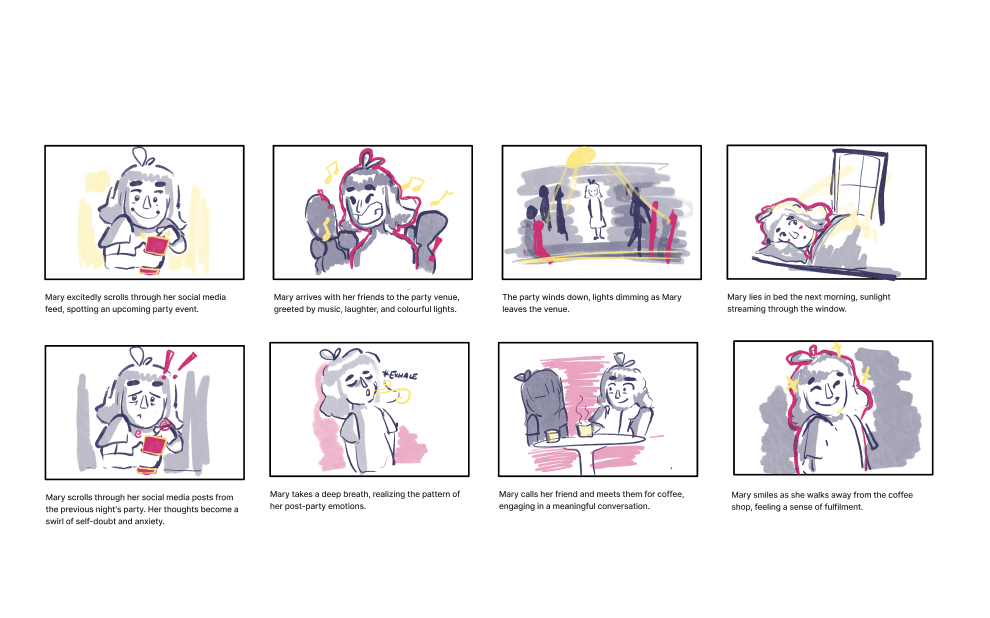 Mary excitedly scrolls through her social media
feed, spotting an upcoming party event.
Mary arrives with her friends to the party venue,
greeted by music, laughter, and colourful lights.
The party winds down, lights dimming as Mary
leaves the venue.
Mary lies in bed the next morning, sunlight
streaming through the window.
!!
*EXHALE
Mary scrolls through her social media posts from
the previous night's party. Her thoughts become a
swirl of self-doubt and anxiety.
Mary takes a deep breath, realizing the pattern of
her post-party emotions.
Mary calls her friend and meets them for coffee,
engaging in a meaningful conversation.
Mary smiles as she walks away from the coffee
shop, feeling a sense of fulfilment.